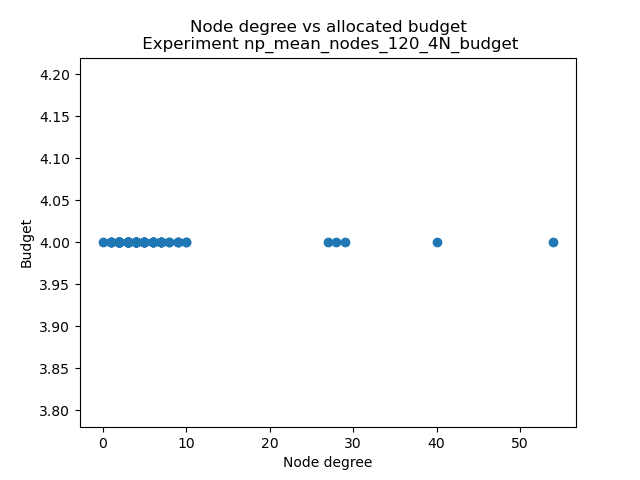 Node degree vs allocated budget
Experiment np_mean_nodes_120_4N_budget
4.20
4.15
4.10
4.05
4.00
3.95
3.90
3.85
3.80
Budget
0 10 20 30 40 50
Node degree